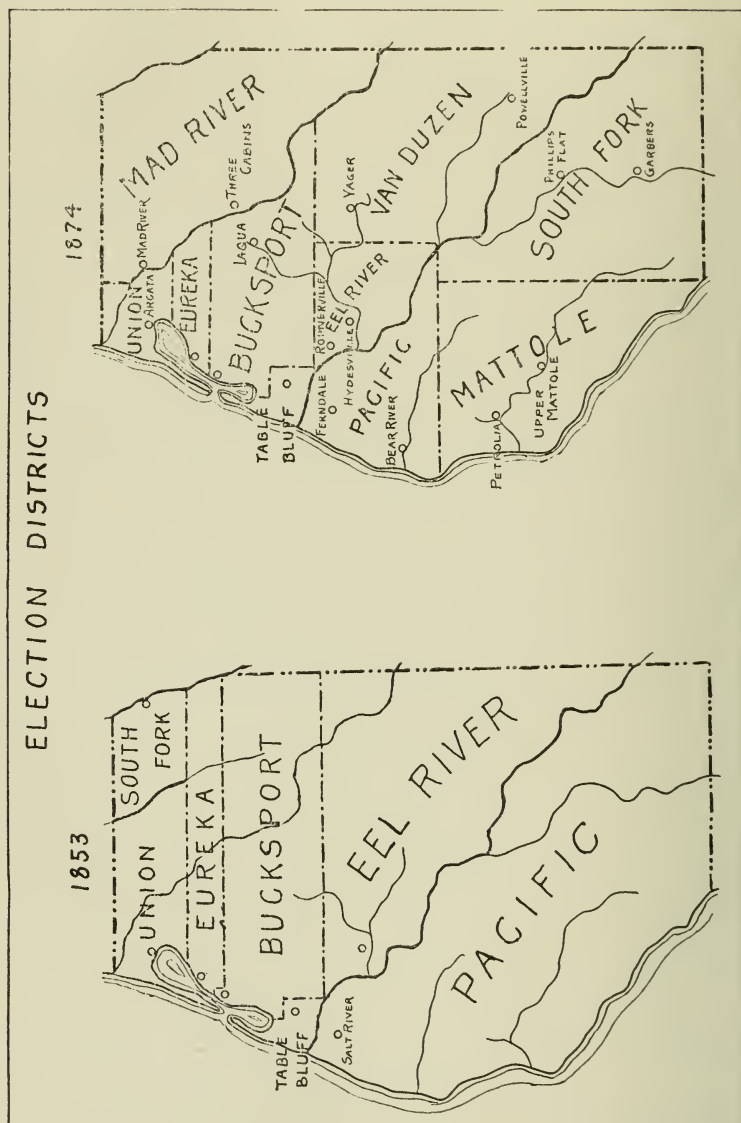 ELECTION DISTRICTS
1853
UNION
SOUTH
FORK
EUREKA
BUCKSPORT
TABLE
BLUFF
SALT RIVER
EEL RIVER
PACIFIC
1874
UNION
ARCATA
MAD RIVER
MAD RIVER
EUREKA
THREE
CABINS
BUCKSPORT
IAQUA
TABLE
BLUFF
FERNDALE
ROHNERVILLE
EEL RIVER
HYDESVILLE
YAGER
VAN DUZEN
PACIFIC
BEAR RIVER
POWELLVILLE
PHILLIPS
FLAT
SOUTH FORK
GARBERS
MATTOLE
PETROLIA
UPPER
MATTOLE